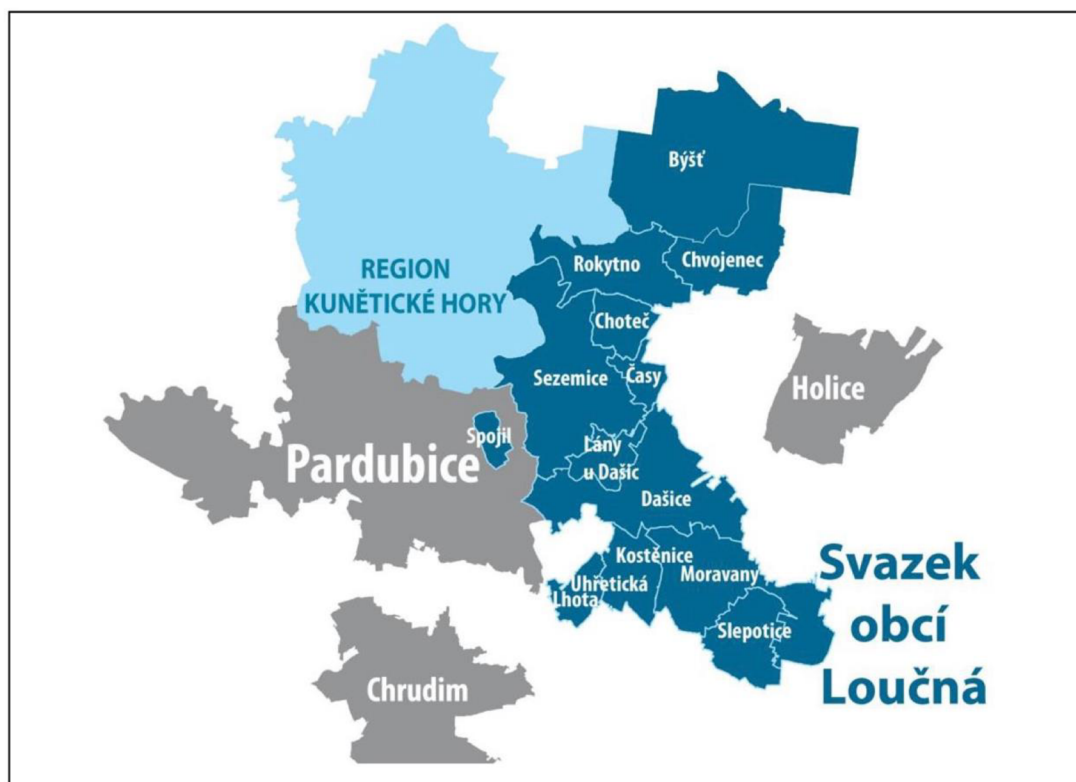 Býšť
Rokytno
Chvojenec
REGION
KUNĚTICKÉ HORY
Choteč
Sezemice
Časy
Holice
Spojil
Pardubice
Lány
u Dašic
Dašice
Kostěnice
Moravany
Uhřetická
Lhota
Slepotice
Svazek
obcí
Loučná
Chrudim